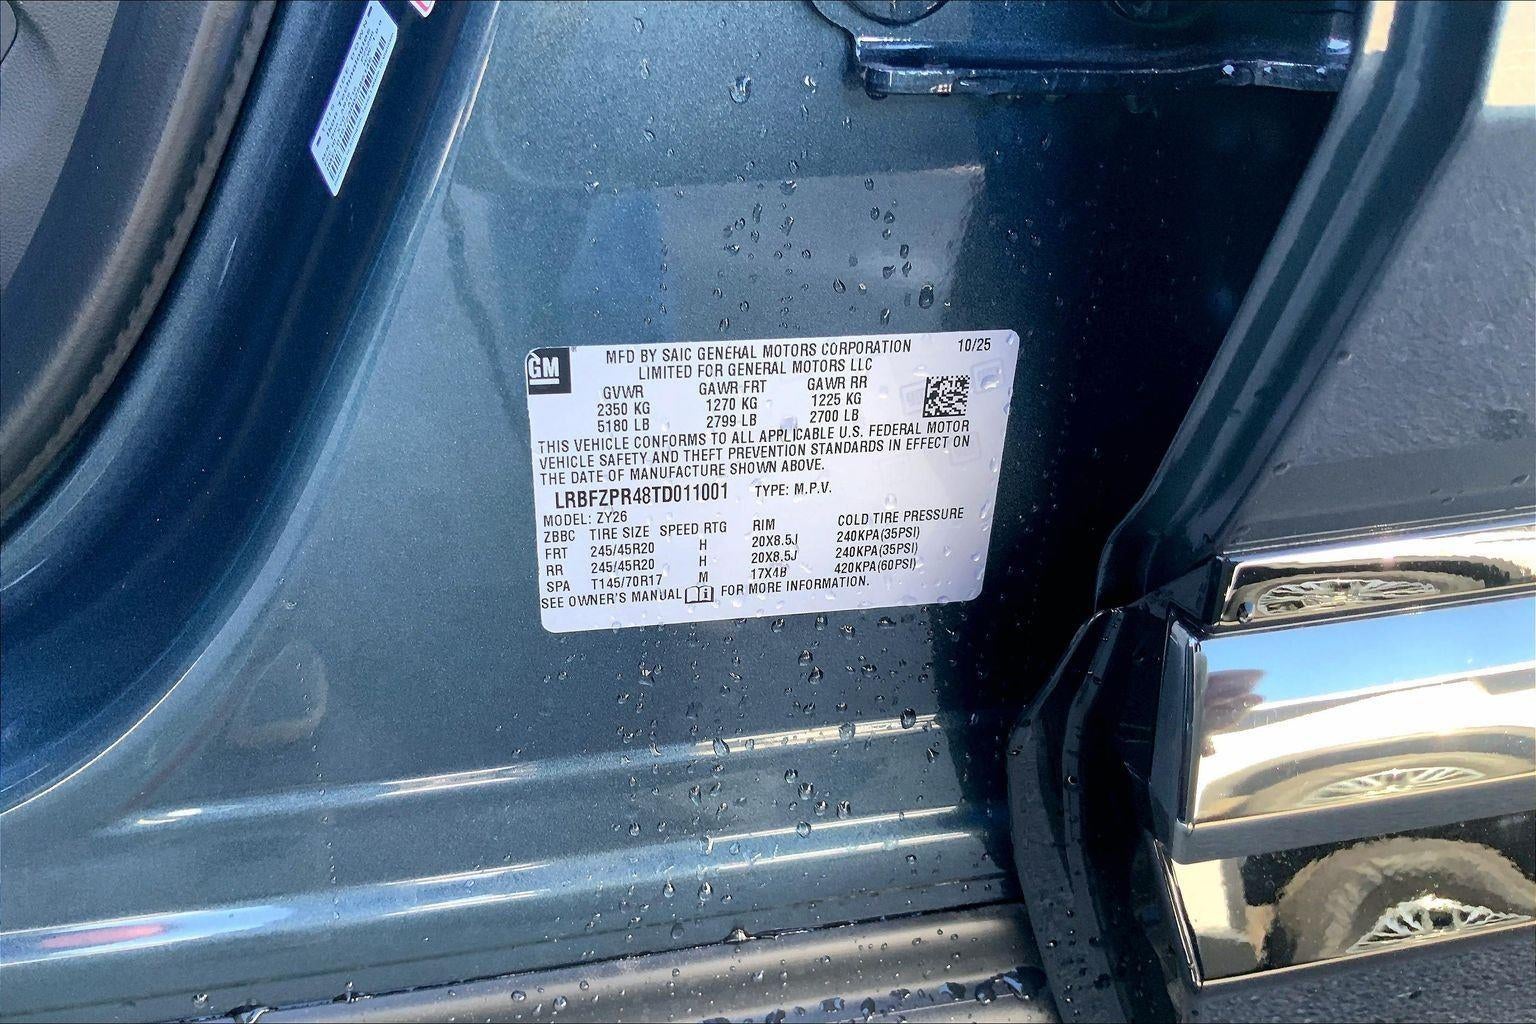 GM
MFD BY SAIC GENERAL MOTORS CORPORATION 10/25
LIMITED FOR GENERAL MOTORS LLC
GVWR GAWR FRT GAWR RR
2350 KG 1270 KG 1225 KG
5180 LB 2799 LB 2700 LB
THIS VEHICLE CONFORMS TO ALL APPLICABLE U.S. FEDERAL MOTOR
VEHICLE SAFETY AND THEFT PREVENTION STANDARDS IN EFFECT ON
THE DATE OF MANUFACTURE SHOWN ABOVE.
LRBFZPR48TD011001 TYPE: M.P.V.
MODEL: ZY26
ZBBC TIRE SIZE SPEED RTG RIM COLD TIRE PRESSURE
FRT 245/45R20 H 20X8.5J 240KPA(35PSI)
RR 245/45R20 H 20X8.5J 240KPA(35PSI)
SPA T145/70R17 M 17X4B 420KPA(60PSI)
SEE OWNER'S MANUAL FOR MORE INFORMATION.